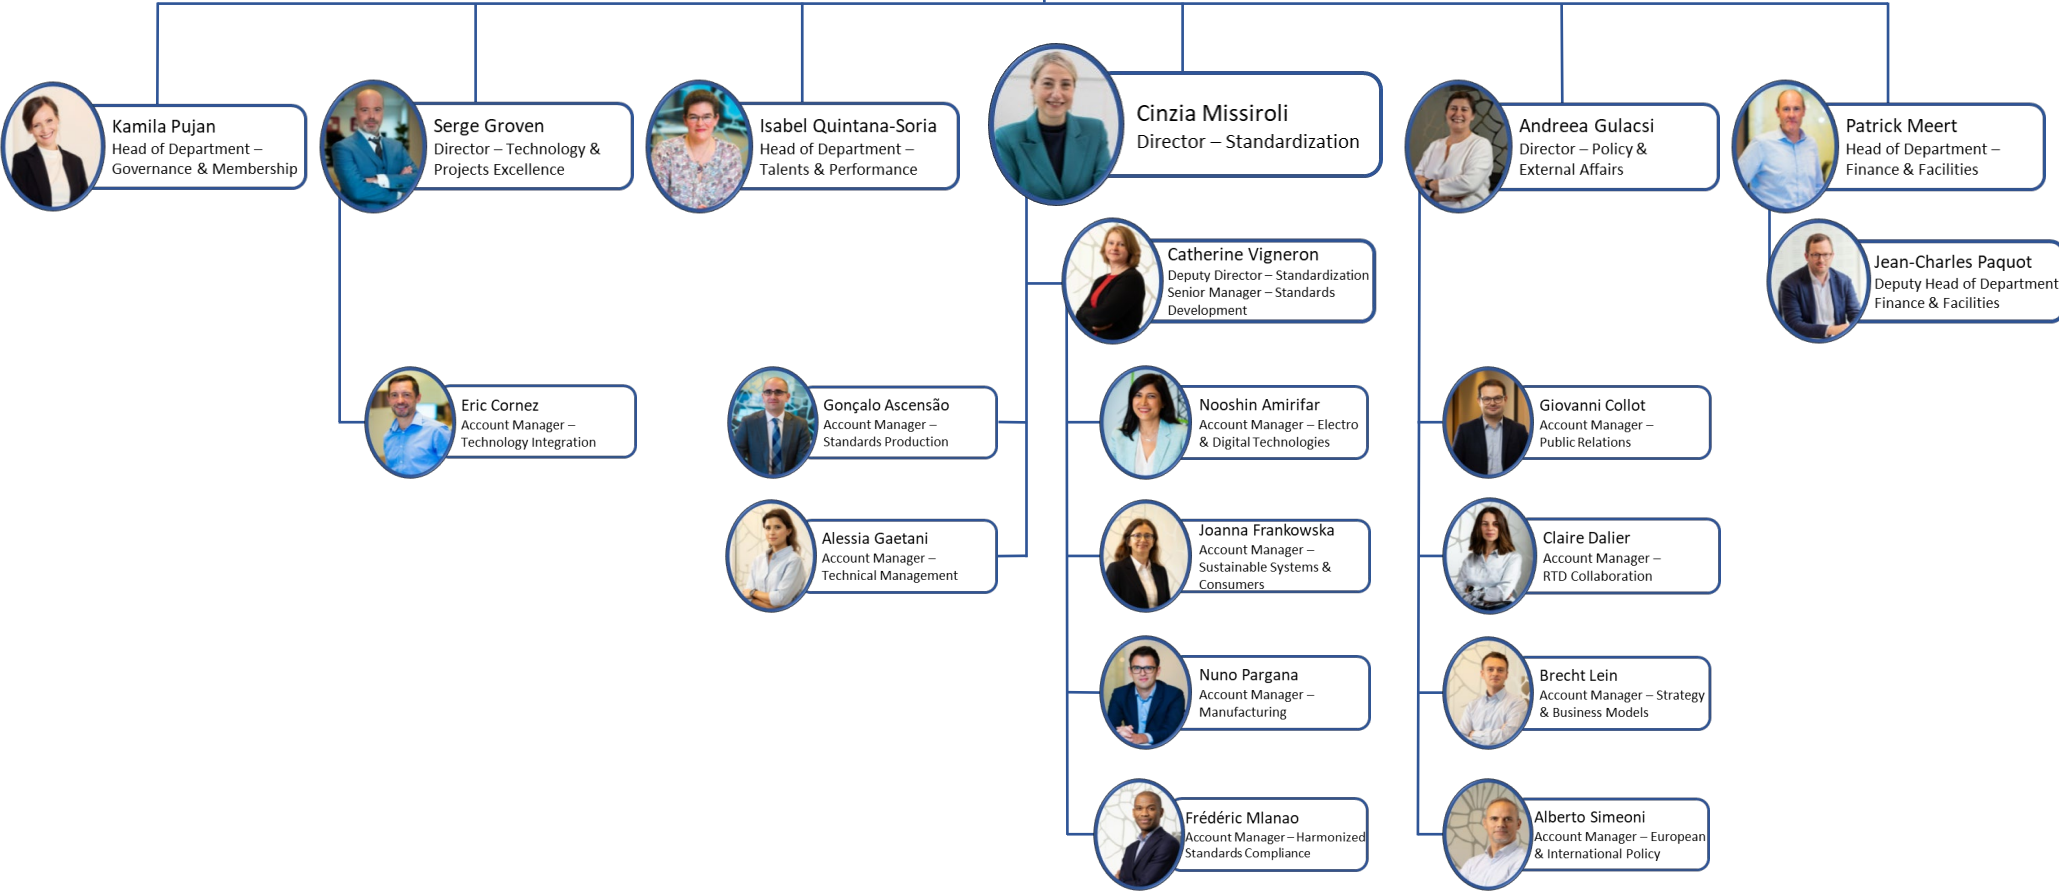 Kamila Pujan
Head of Department –
Governance & Membership
Serge Groven
Director – Technology &
Projects Excellence
Isabel Quintana-Soria
Head of Department –
Talents & Performance
Cinzia Missiroli
Director – Standardization
Andreea Gulacsi
Director – Policy &
External Affairs
Patrick Meert
Head of Department –
Finance & Facilities
Catherine Vigneron
Deputy Director – Standardization
Senior Manager – Standards
Development
Jean-Charles Paquot
Deputy Head of Department
Finance & Facilities
Eric Cornez
Account Manager –
Technology Integration
Gonçalo Ascensão
Account Manager –
Standards Production
Nooshin Amirifar
Account Manager – Electro
& Digital Technologies
Giovanni Collot
Account Manager –
Public Relations
Alessia Gaetani
Account Manager –
Technical Management
Joanna Frankowska
Account Manager –
Sustainable Systems &
Consumers
Claire Dalier
Account Manager –
RTD Collaboration
Nuno Pargana
Account Manager –
Manufacturing
Brecht Lein
Account Manager – Strategy
& Business Models
Frédéric Mlanao
Account Manager – Harmonized
Standards Compliance
Alberto Simeoni
Account Manager – European
& International Policy